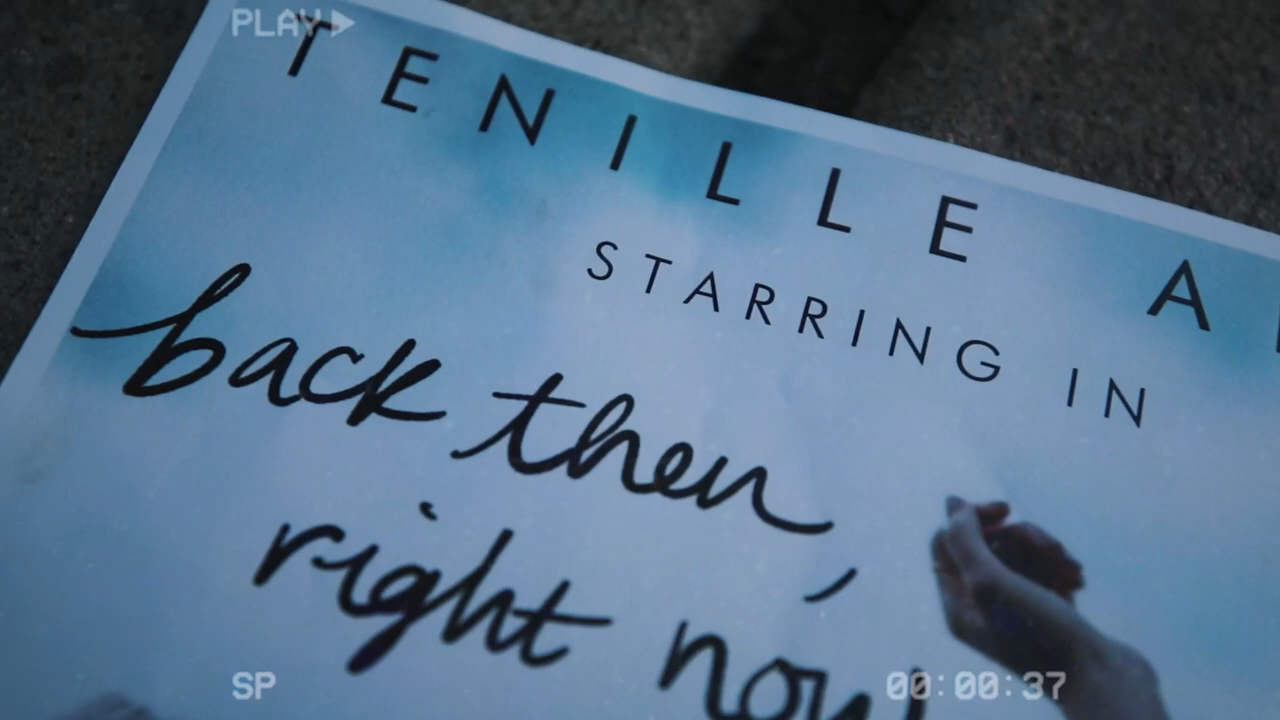 PLAY
TENILLE A
STARRING IN
back then,
right now
SP
00:00:37